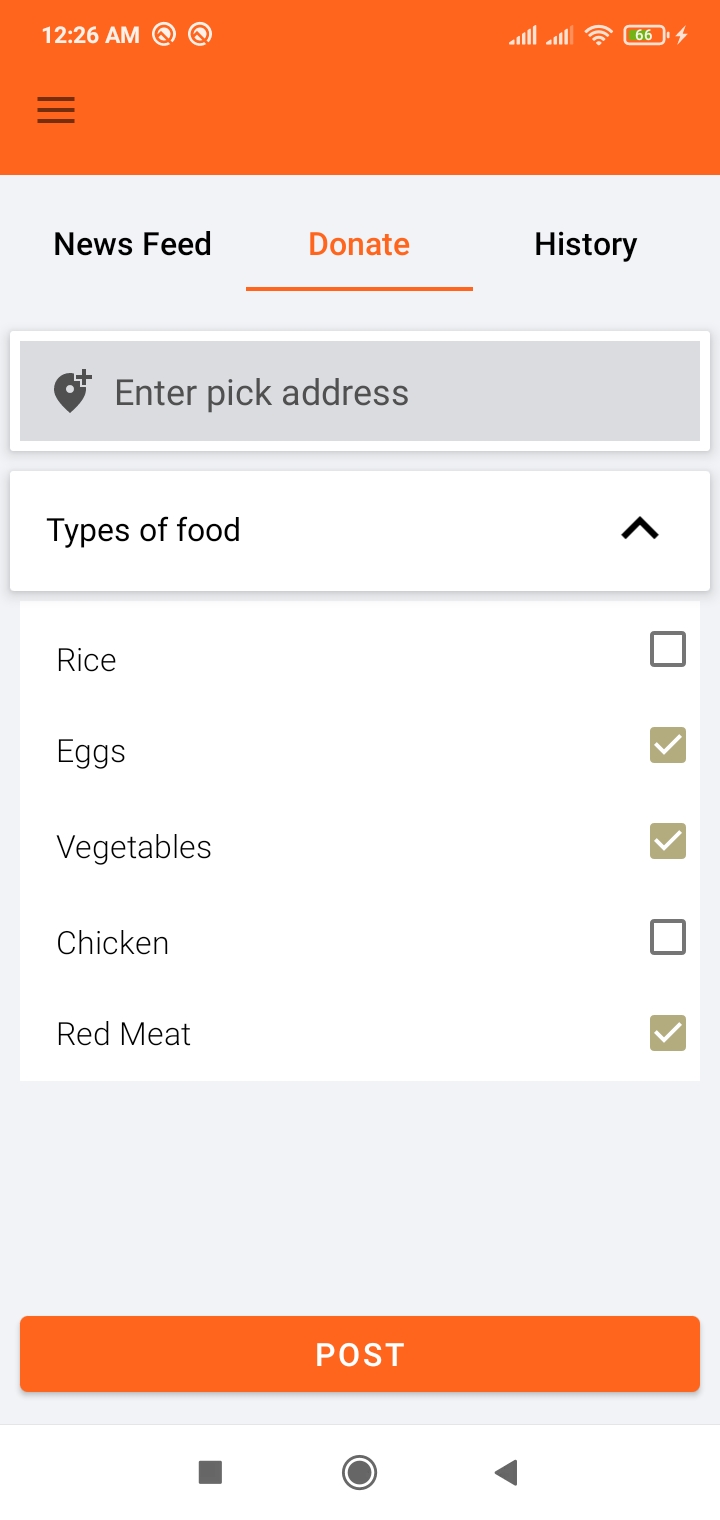 12:26 AM 66
News Feed Donate History
Enter pick address
Types of food
Rice
Eggs
Vegetables
Chicken
Red Meat
POST